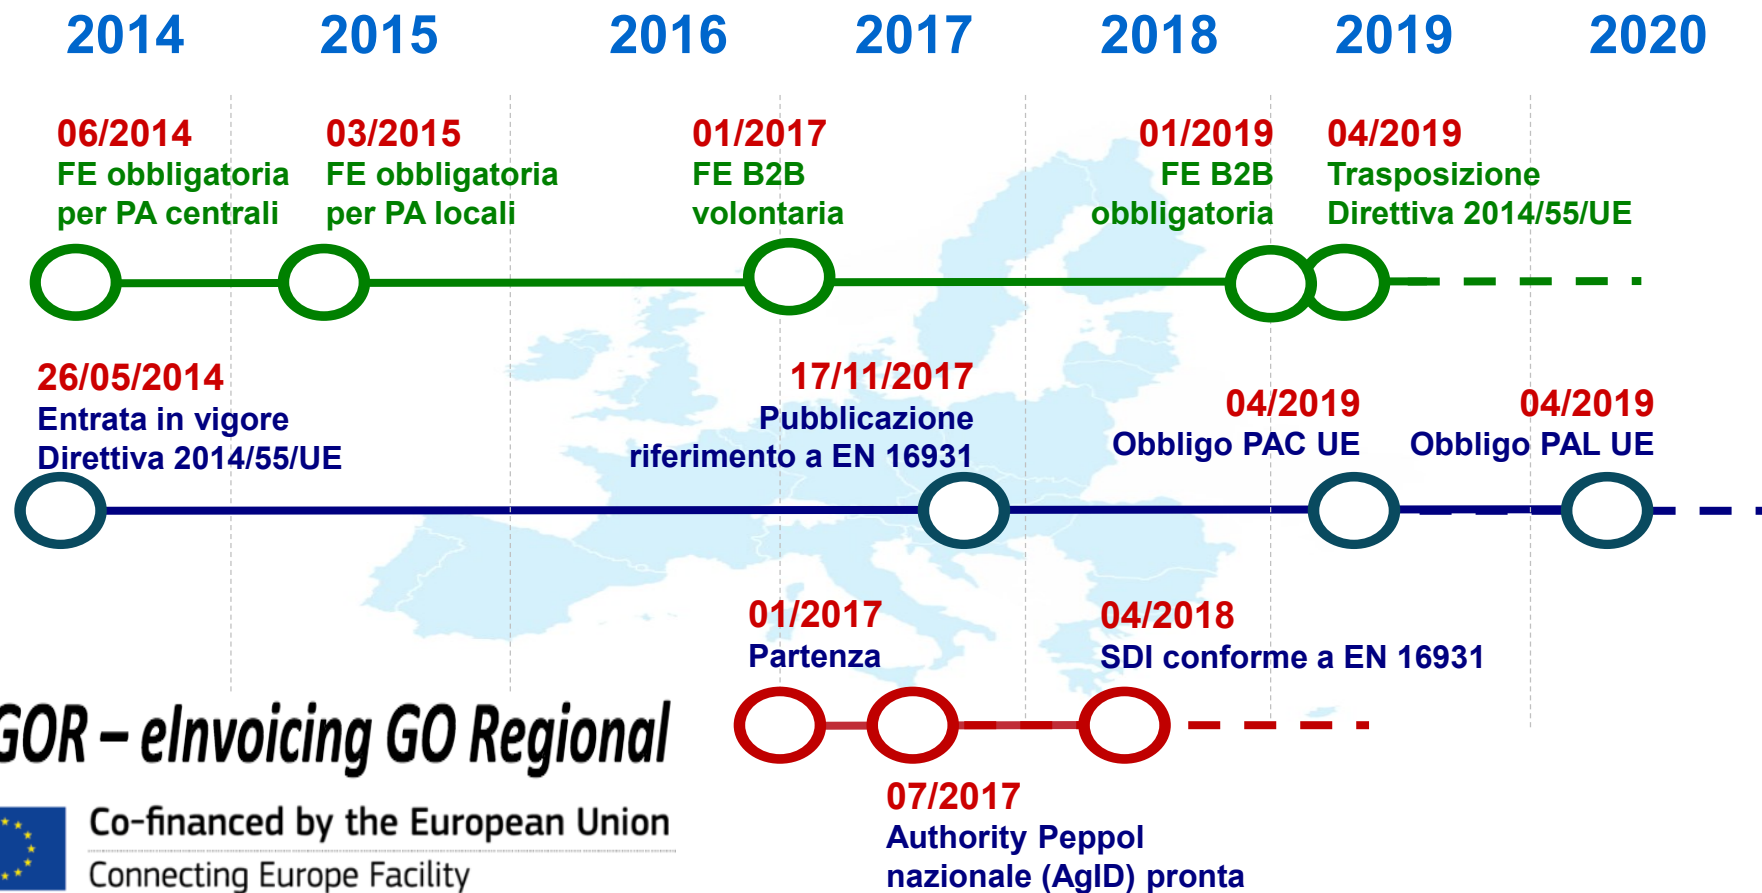 2014 2015 2016 2017 2018 2019 2020
06/2014
FE obbligatoria
per PA centrali
03/2015
FE obbligatoria
per PA locali
01/2017
FE B2B
volontaria
01/2019
FE B2B
obbligatoria
04/2019
Trasposizione
Direttiva 2014/55/UE
26/05/2014
Entrata in vigore
Direttiva 2014/55/UE
17/11/2017
Pubblicazione
riferimento a EN 16931
04/2019
Obbligo PAC UE
04/2019
Obbligo PAL UE
01/2017
Partenza
04/2018
SDI conforme a EN 16931
07/2017
Authority Peppol
nazionale (AgID) pronta
GOR – eInvoicing GO Regional
Co-financed by the European Union
Connecting Europe Facility